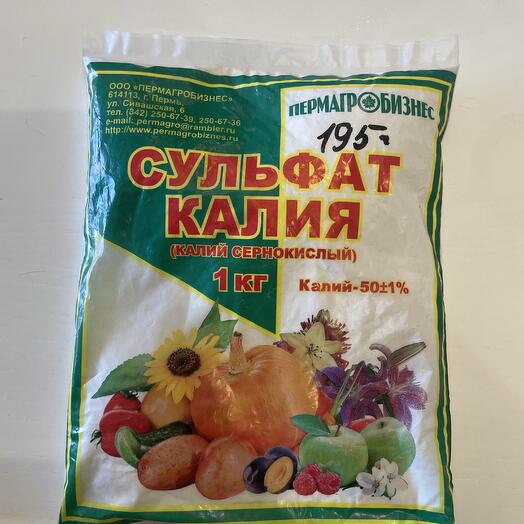 ООО «ПЕРМАГРОБИЗНЕС»
614113, г. Пермь,
ул. Сивашская, 6
тел. (342) 250-67-39, 250-67-36
e-mail: permagro@rambler.ru
http://www.permagrobiznes.ru
ПЕРМАГРОБИЗНЕС
195-
СУЛЬФАТ
КАЛИЯ
(КАЛИЙ СЕРНОКИСЛЫЙ)
1 кг
Калий-50±1%